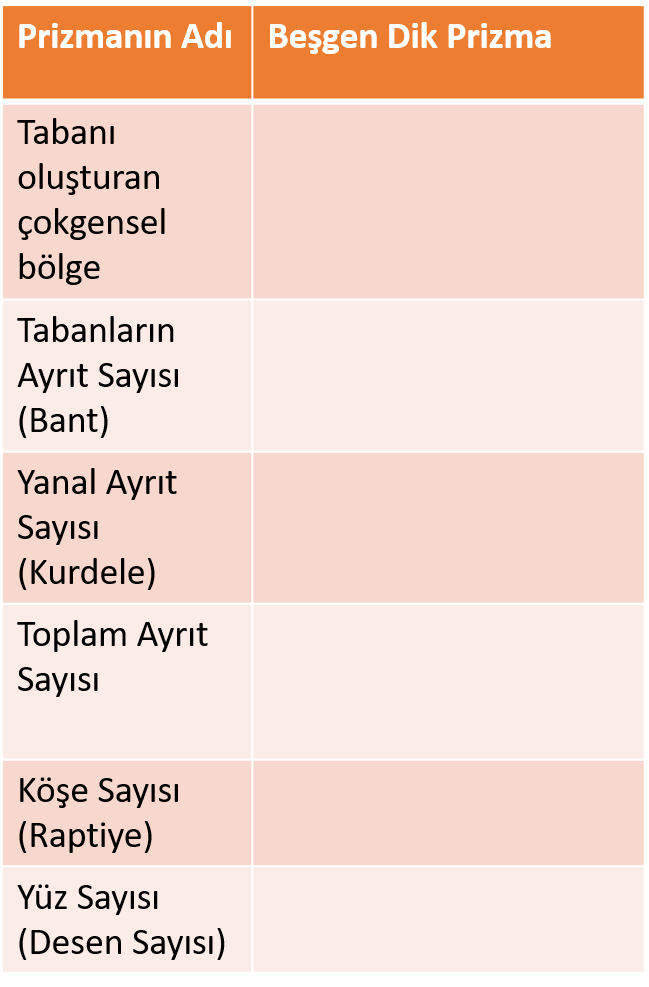 Prizmanın Adı
Beşgen Dik Prizma
Tabanı
oluşturan
çokgensel
bölge
Tabanların
Ayrıt Sayısı
(Bant)
Yanal Ayrıt
Sayısı
(Kurdele)
Toplam Ayrıt
Sayısı
Köşe Sayısı
(Raptiye)
Yüz Sayısı
(Desen Sayısı)